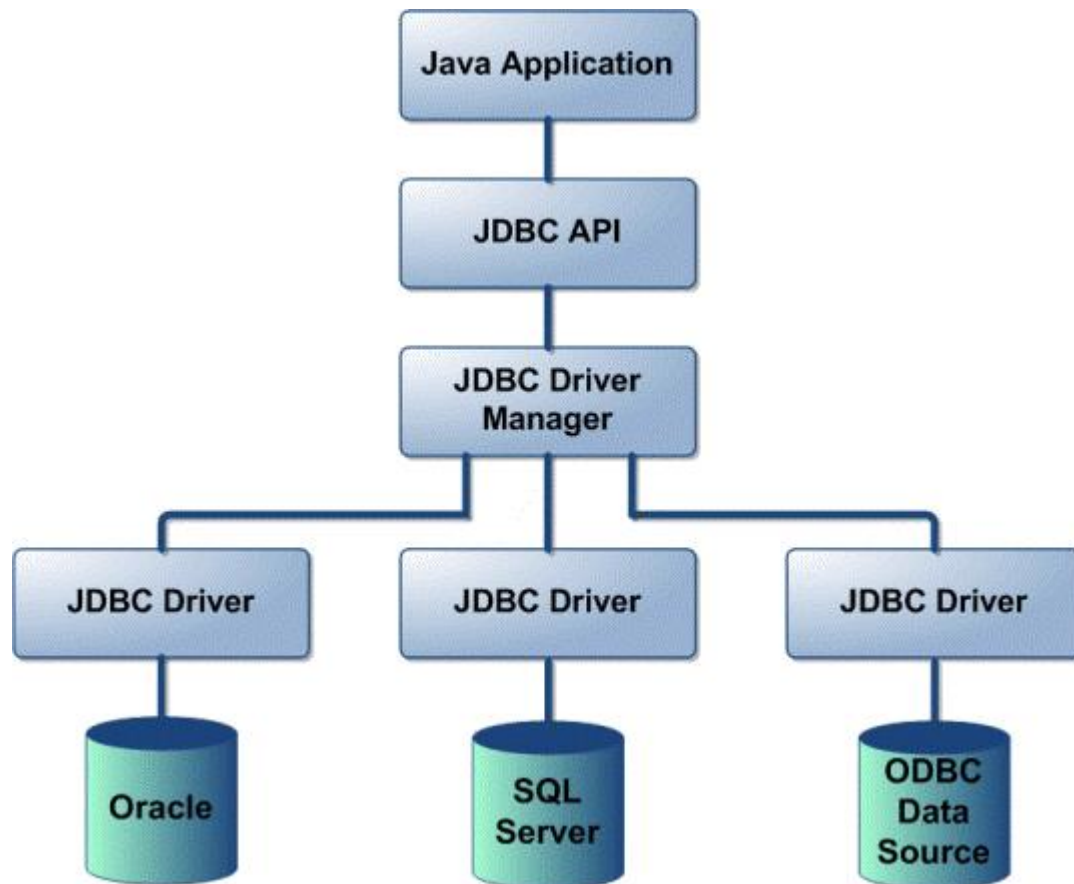 Java Application
JDBC API
JDBC Driver
Manager
JDBC Driver
JDBC Driver
JDBC Driver
Oracle
SQL
Server
ODBC
Data
Source